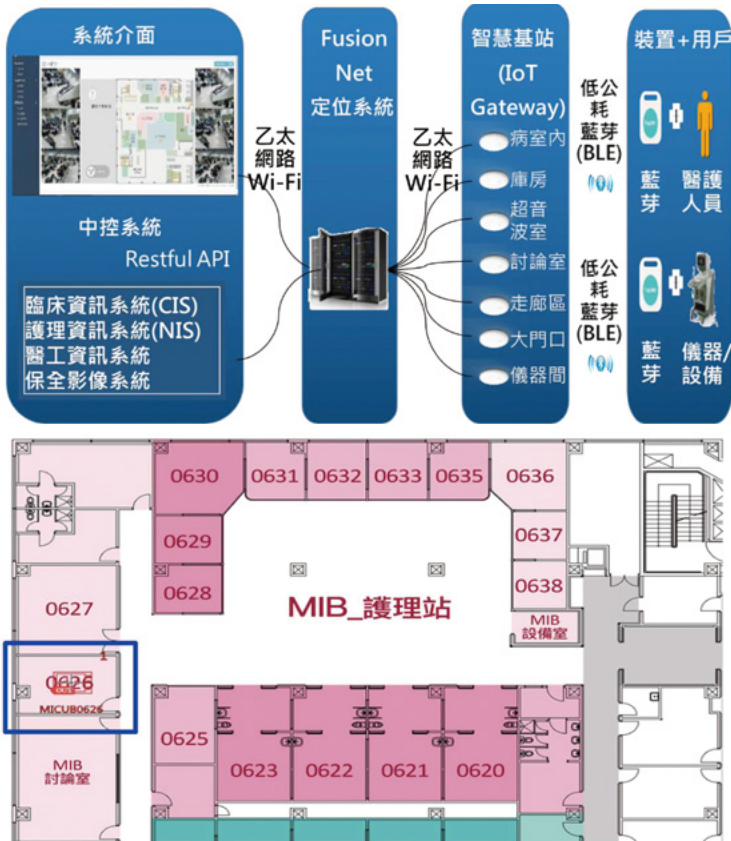 系統介面
中控系統
Restful API
臨床資訊系統(CIS)
護理資訊系統(NIS)
醫工資訊系統
保全影像系統
乙太
網路
Wi-Fi
Fusion
Net
定位系統
乙太
網路
Wi-Fi
智慧基站
(IoT
Gateway)
病室內
庫房
超音
波室
討論室
走廊區
大門口
儀器間
低公
耗
藍芽
(BLE)
低公
耗
藍芽
(BLE)
裝置+用戶
藍
芽
醫護
人員
藍
芽
儀器/
設備
0630
0631
0632
0633
0635
0636
0629
0637
0628
0638
0627
MIB_護理站
MIB
設備室
1
0626
MICUB0626
MIB
討論室
0625
0623
0622
0621
0620